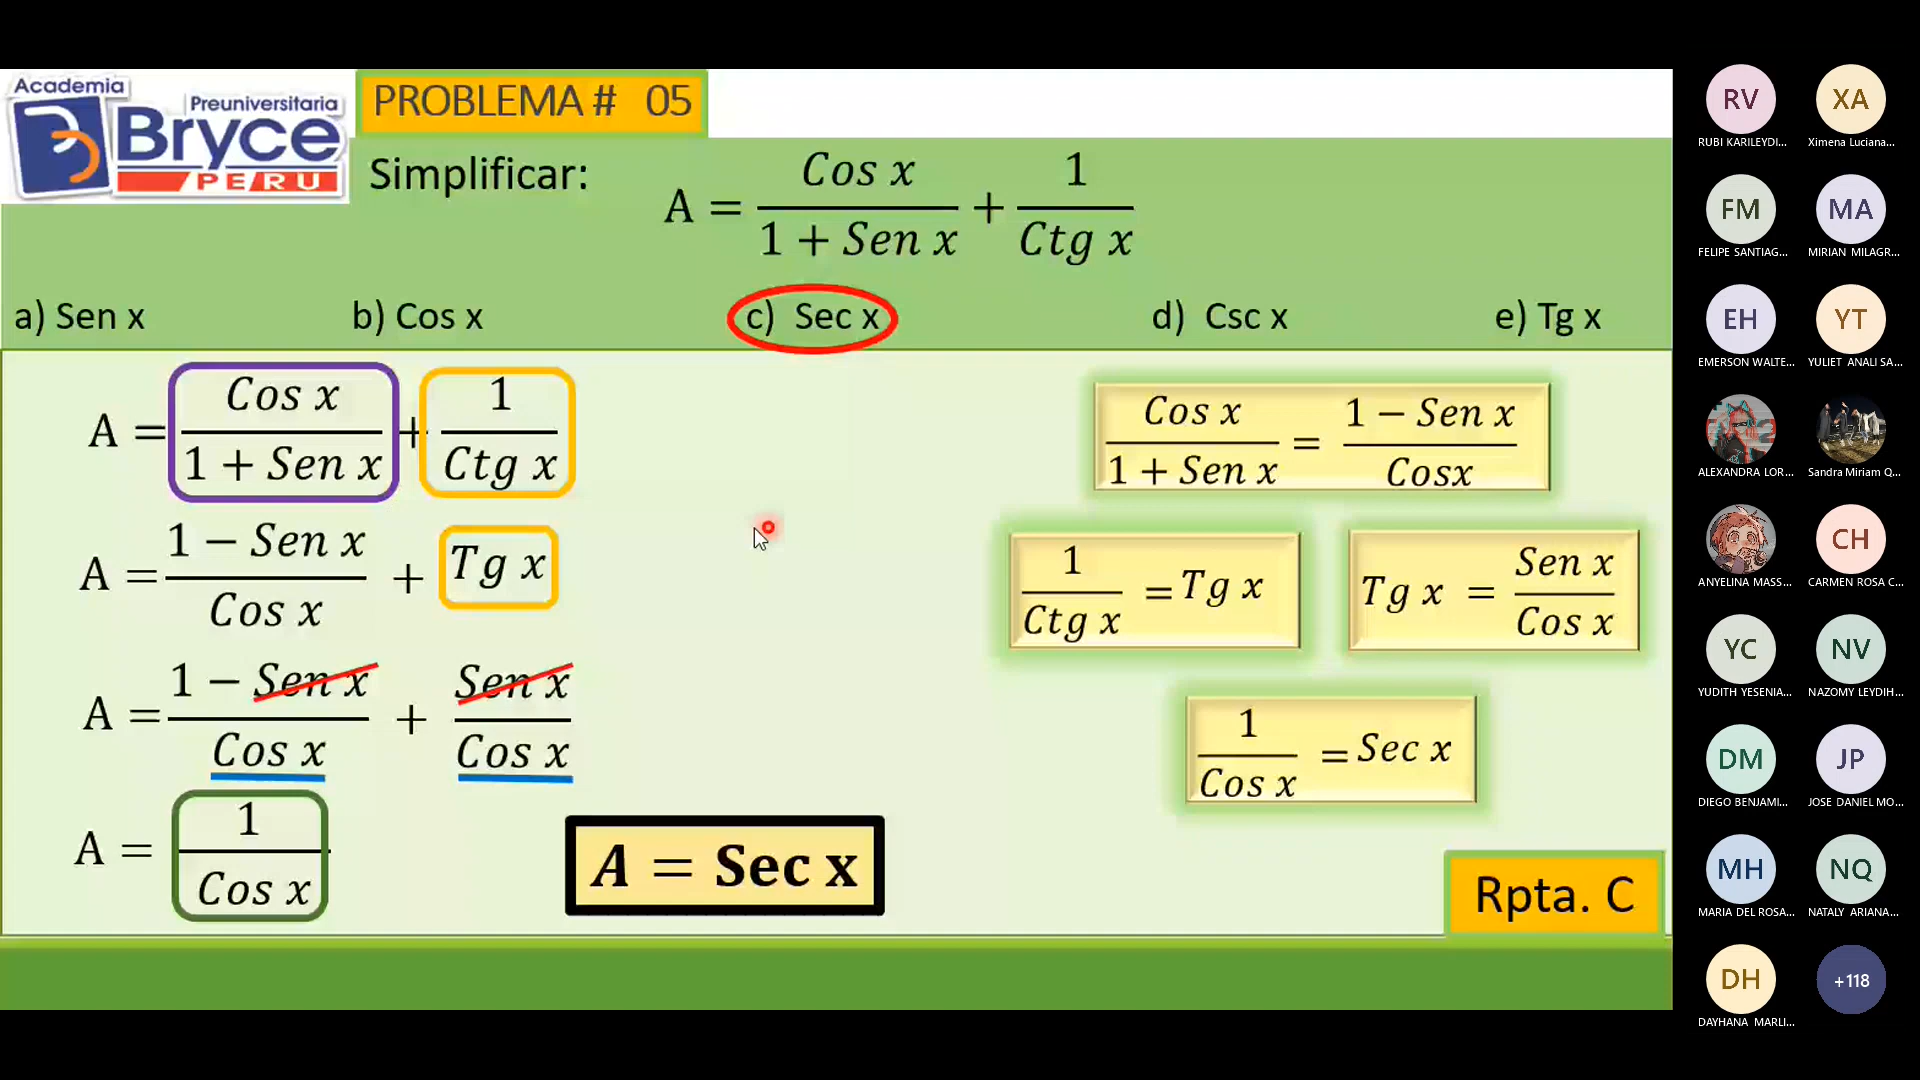 Academia
Preuniversitaria
Bryce
PERU
PROBLEMA # 05
Simplificar:
A = Cos x / 1 + Sen x + 1 / Ctg x
a) Sen x
b) Cos x
c) Sec x
d) Csc x
e) Tg x
A = Cos x / 1 + Sen x + 1 / Ctg x
A = 1 − Sen x / Cos x + Tg x
A = 1 − Sen x / Cos x + Sen x / Cos x
A = 1 / Cos x
A = Sec x
Cos x / 1 + Sen x = 1 − Sen x / Cosx
1 / Ctg x = Tg x
Tg x = Sen x / Cos x
1 / Cos x = Sec x
Rpta. C
RV
RUBI KARILEYDI...
XA
Ximena Luciana...
FM
FELIPE SANTIAG...
MA
MIRIAN MILAGR...
EH
EMERSON WALTE...
YT
YULIET ANALI SA...
ALEXANDRA LOR...
Sandra Miriam Q...
ANYELINA MASS...
CH
CARMEN ROSA C...
YC
YUDITH YESENIA...
NV
NAZOMY LEYDIH...
DM
DIEGO BENJAMI...
JP
JOSE DANIEL MO...
MH
MARIA DEL ROSA...
NQ
NATALY ARIANA...
DH
DAYHANA MARLI...
+118